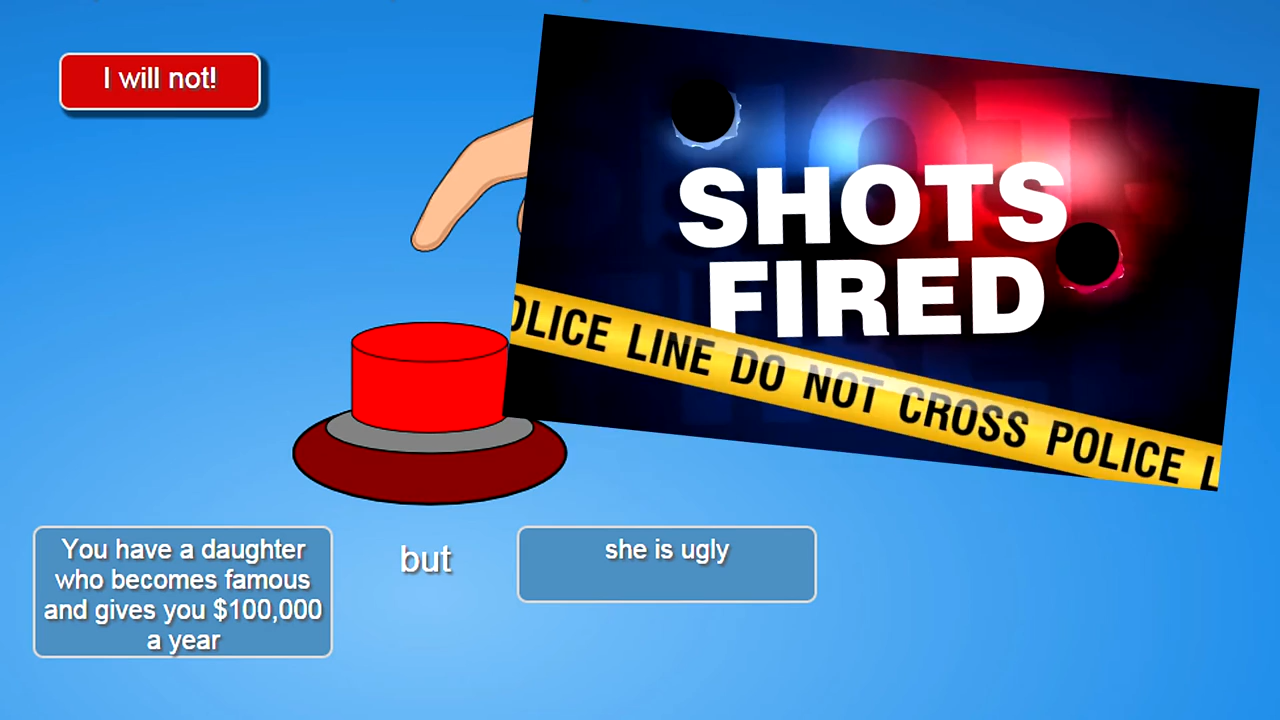 I will not!
SHOTS
FIRED
OLICE LINE DO NOT CROSS POLICE L
You have a daughter
who becomes famous
and gives you $100,000
a year
but
she is ugly